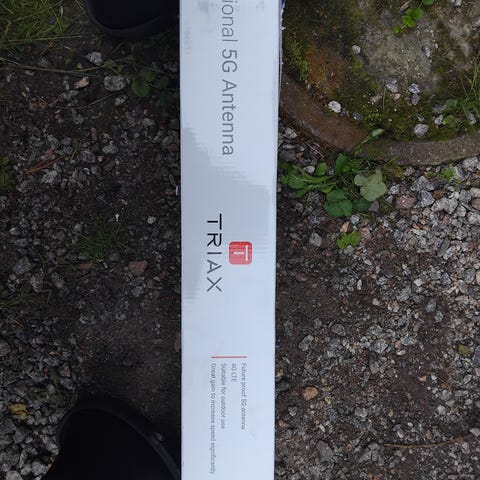 ional 5G Antenna
TRIAX
Future proof 5G antenna
4G LTE
Suitable for outdoor use
Great gain to increase speed significantly